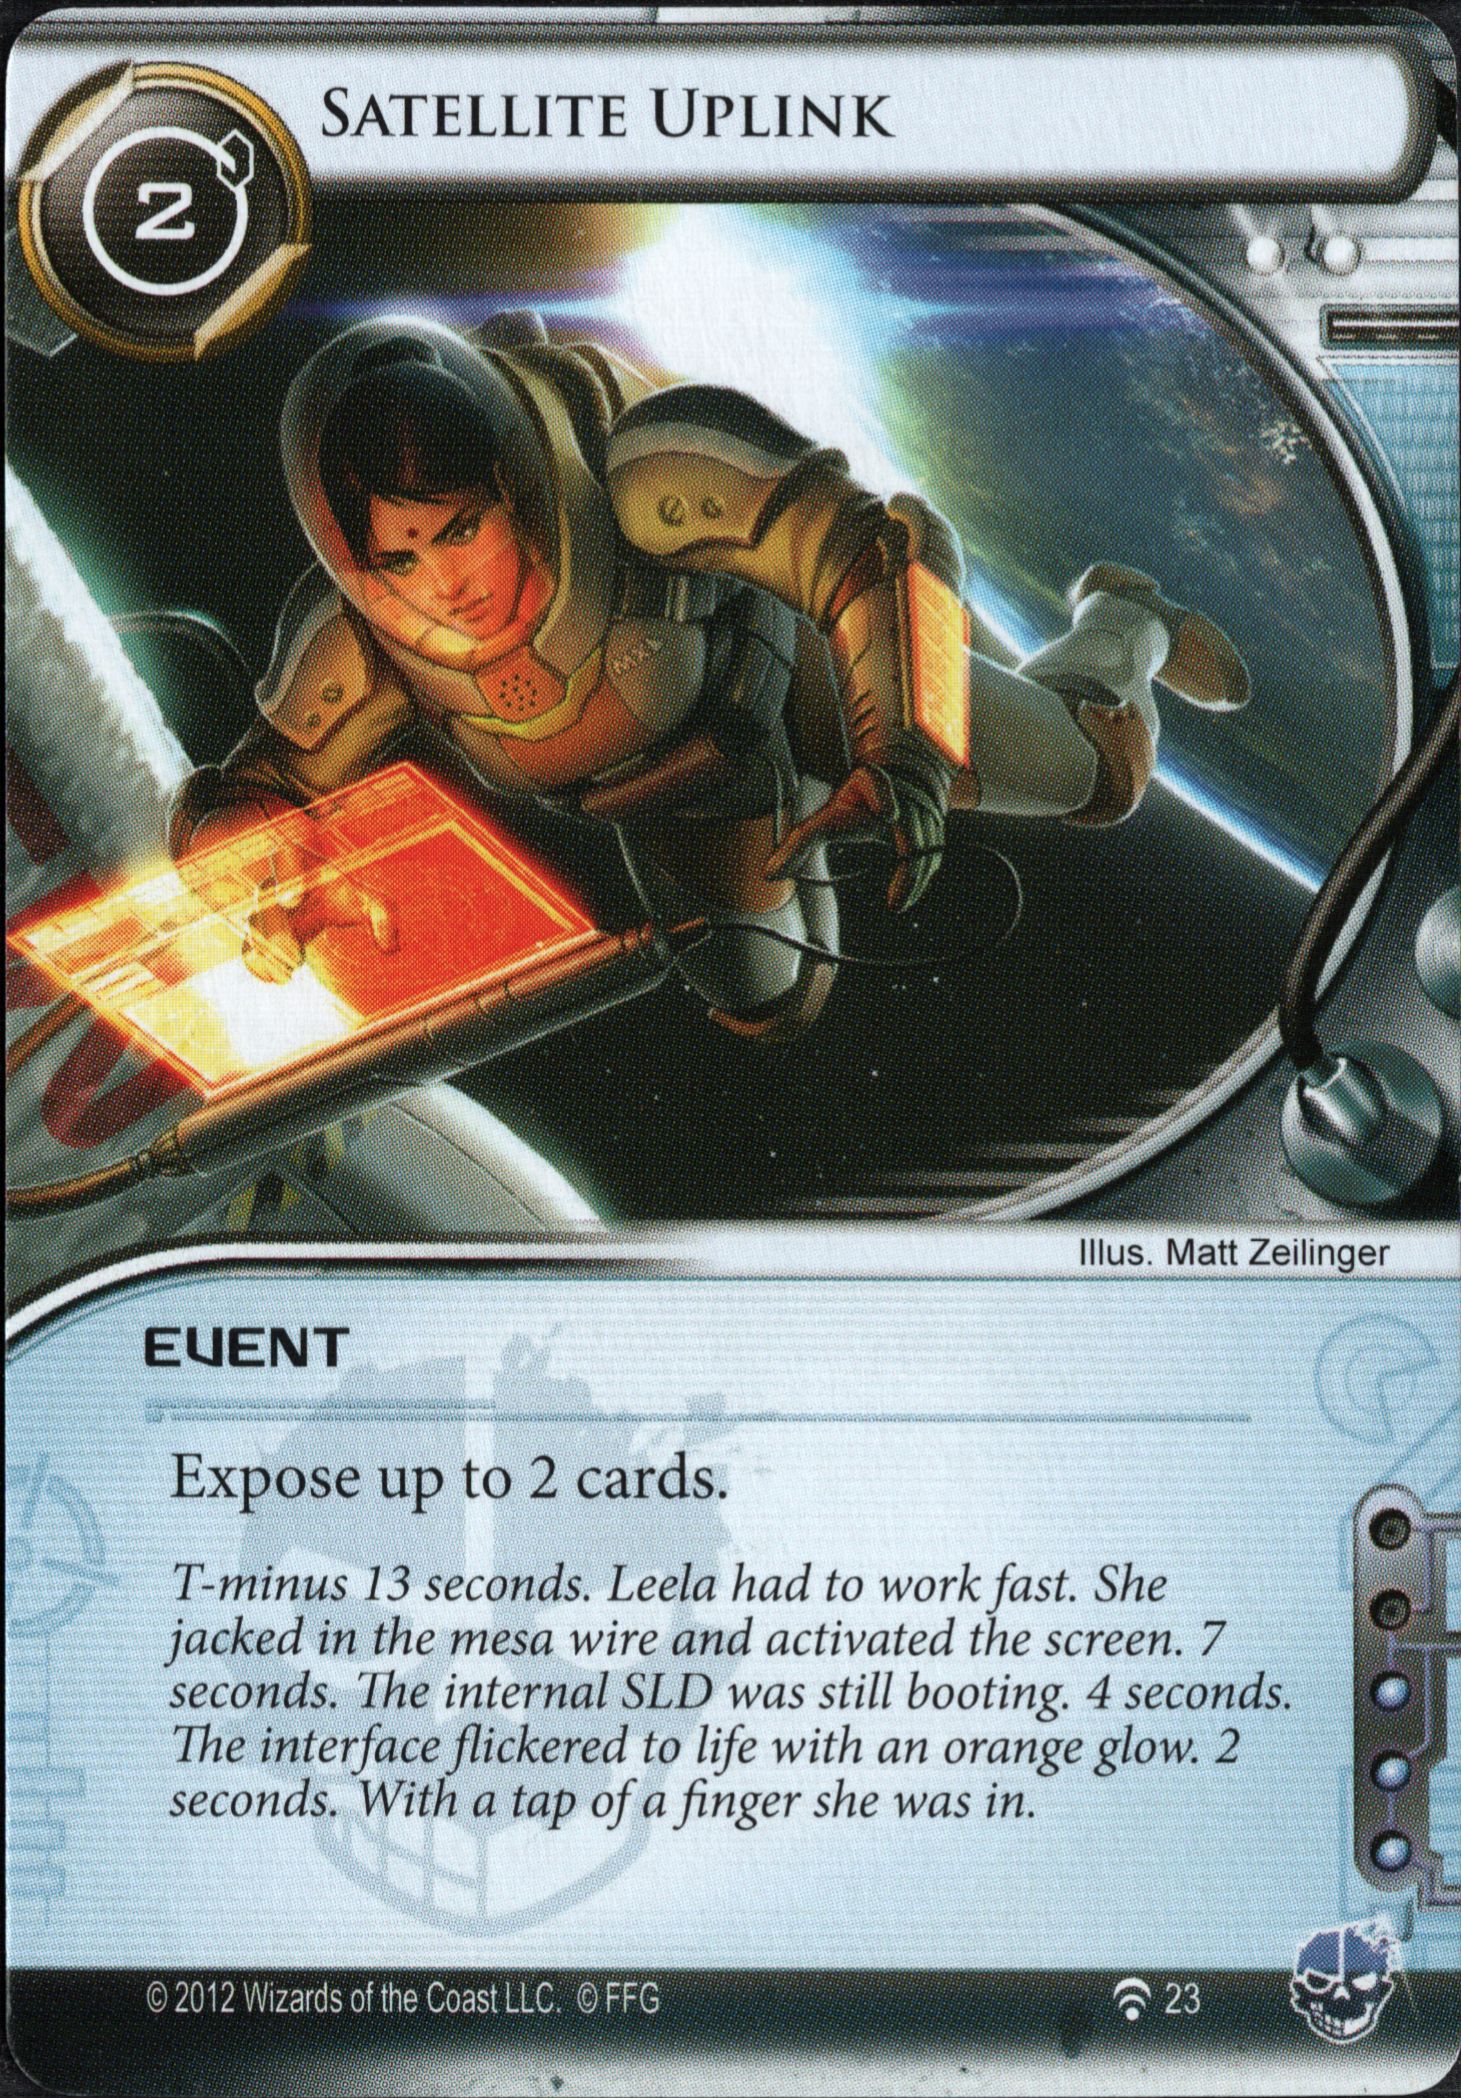 Satellite Uplink
2
Illus. Matt Zeilinger
EVENT
Expose up to 2 cards.
T-minus 13 seconds. Leela had to work fast. She
jacked in the mesa wire and activated the screen. 7
seconds. The internal SLD was still booting. 4 seconds.
The interface flickered to life with an orange glow. 2
seconds. With a tap of a finger she was in.
© 2012 Wizards of the Coast LLC. © FFG
23